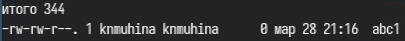 итого 344
-rw-rw-r--. 1 knmuhina knmuhina 0 мар 28 21:16 abc1